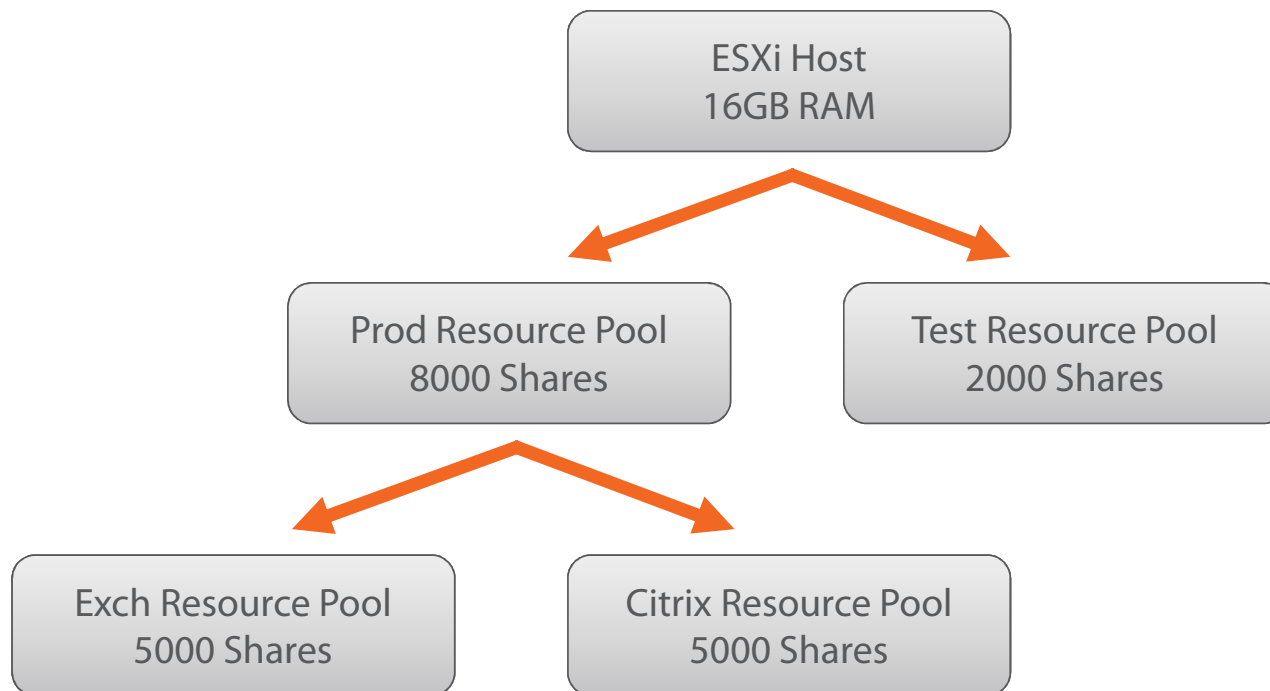 ESXi Host
16GB RAM
Prod Resource Pool
8000 Shares
Test Resource Pool
2000 Shares
Exch Resource Pool
5000 Shares
Citrix Resource Pool
5000 Shares